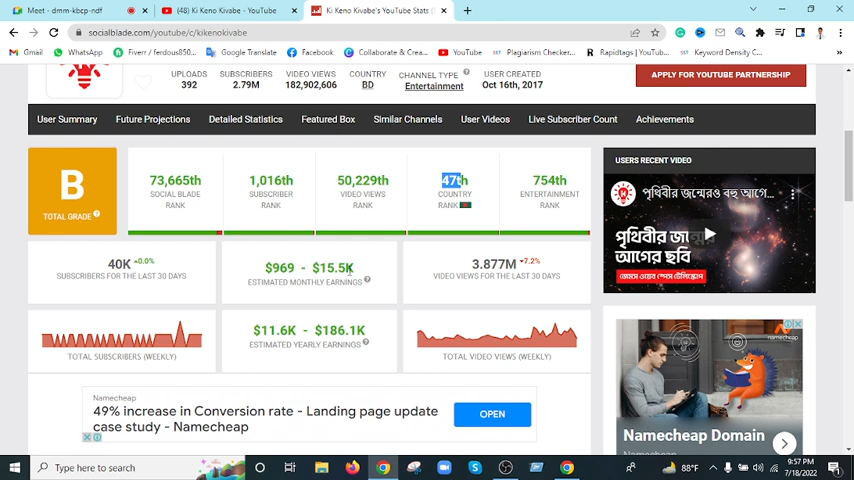 Meet - dmm-kbcp-ndf
(48) Ki Keno Kivabe - YouTube
Ki Keno Kivabe's YouTube Stats (
socialblade.com/youtube/c/kikenokivabe
Gmail
WhatsApp
Fiverr / ferdous850...
Google Translate
Facebook
Collaborate & Crea...
YouTube
Plagiarism Checker...
Rapidtags | YouTub...
Keyword Density C...
UPLOADS
392
SUBSCRIBERS
2.79M
VIDEO VIEWS
182,902,606
COUNTRY
BD
CHANNEL TYPE
Entertainment
USER CREATED
Oct 16th, 2017
APPLY FOR YOUTUBE PARTNERSHIP
User Summary
Future Projections
Detailed Statistics
Featured Box
Similar Channels
User Videos
Live Subscriber Count
Achievements
B
TOTAL GRADE
73,665th
SOCIAL BLADE
RANK
1,016th
SUBSCRIBER
RANK
50,229th
VIDEO VIEWS
RANK
47th
COUNTRY
RANK
754th
ENTERTAINMENT
RANK
USERS RECENT VIDEO
পৃথিবীর জন্মেরও বহু আগে...
পৃথিবীর জন্মের
আগের ছবি
জেমস ওয়েব স্পেস টেলিস্কোপ
40K +0.0%
SUBSCRIBERS FOR THE LAST 30 DAYS
$969 - $15.5K
ESTIMATED MONTHLY EARNINGS
3.877M -7.2%
VIDEO VIEWS FOR THE LAST 30 DAYS
TOTAL SUBSCRIBERS (WEEKLY)
$11.6K - $186.1K
ESTIMATED YEARLY EARNINGS
TOTAL VIDEO VIEWS (WEEKLY)
namecheap
Namecheap
49% increase in Conversion rate - Landing page update
case study - Namecheap
OPEN
Namecheap Domain
Type here to search
88°F
9:57 PM
7/18/2022